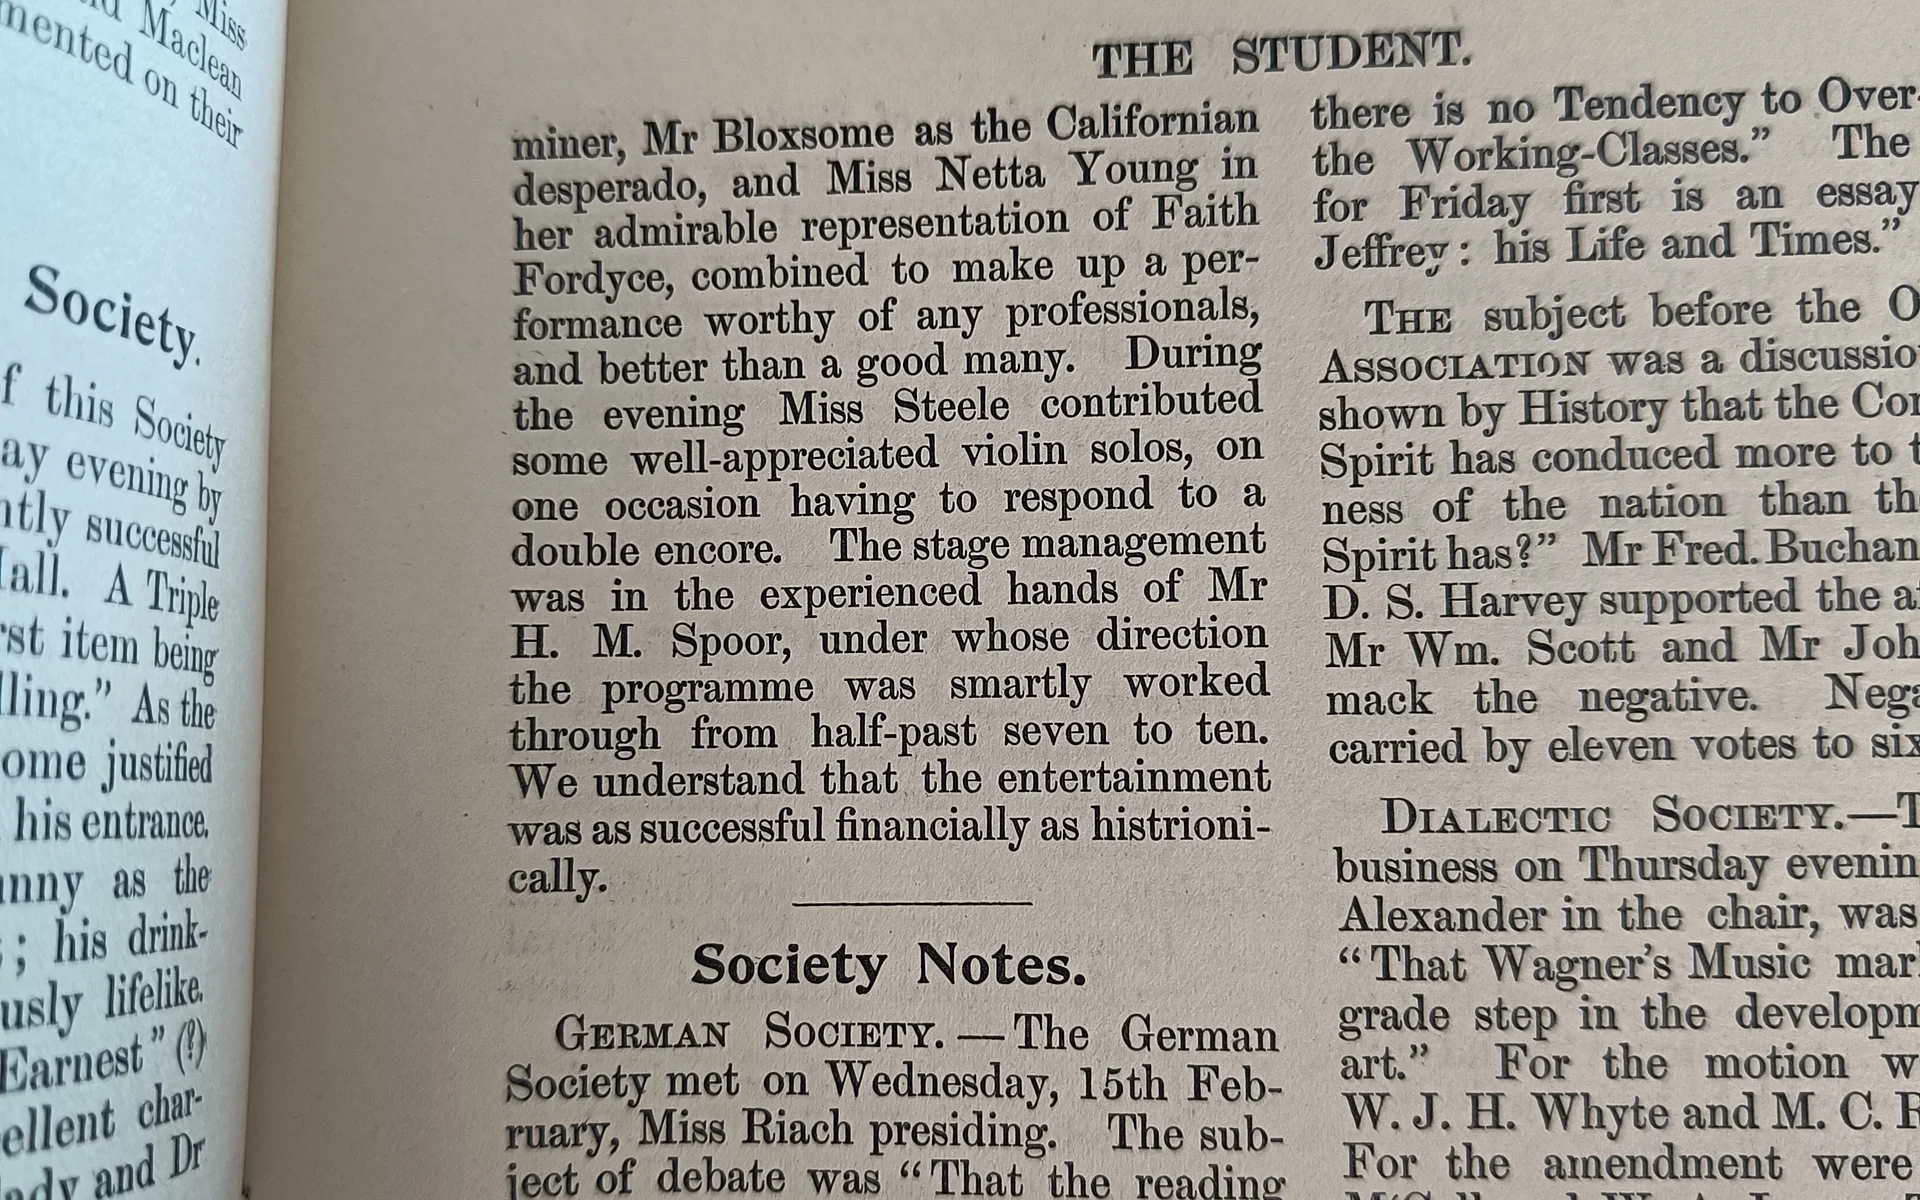 Miss
Maclean
mented on their
Society.
this Society
evening by
successful
A Triple
item being
As the
justified
his entrance.
as the
; his drink-
lifelike.
Earnest" (?)
char-
and Dr
THE STUDENT.
miner, Mr Bloxsome as the Californian
desperado, and Miss Netta Young in
her admirable representation of Faith
Fordyce, combined to make up a per-
formance worthy of any professionals,
and better than a good many. During
the evening Miss Steele contributed
some well-appreciated violin solos, on
one occasion having to respond to a
double encore. The stage management
was in the experienced hands of Mr
H. M. Spoor, under whose direction
the programme was smartly worked
through from half-past seven to ten.
We understand that the entertainment
was as successful financially as histrioni-
cally.
Society Notes.
GERMAN SOCIETY.—The German
Society met on Wednesday, 15th Feb-
ruary, Miss Riach presiding. The sub-
ject of debate was "That the reading
there is no Tendency to Over-
the Working-Classes." The
for Friday first is an essay
Jeffrey: his Life and Times."
THE subject before the
ASSOCIATION was a
shown by History that the
Spirit has conduced more to
ness of the nation than
Spirit has?" Mr Fred.
D. S. Harvey supported the
Mr Wm. Scott and Mr
mack the negative.
carried by eleven votes to six
DIALECTIC SOCIETY.—
business on Thursday
Alexander in the chair, was
"That Wagner's Music
grade step in the
art." For the motion
W. J. H. Whyte and M. C.
For the amendment were